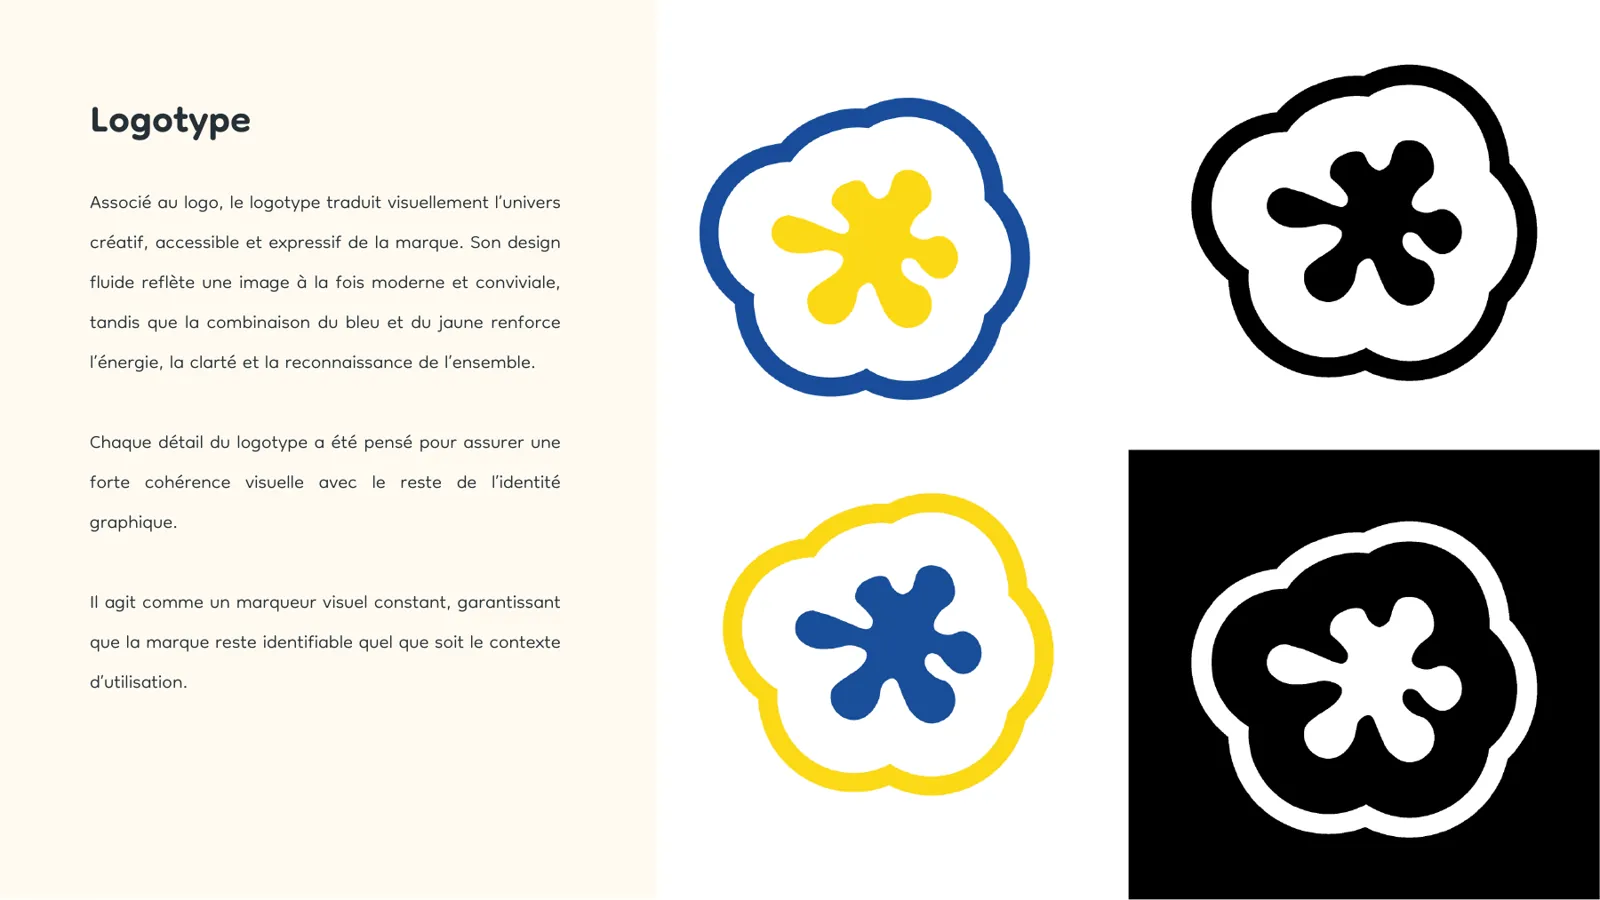 Logotype
Associé au logo, le logotype traduit visuellement l'univers
créatif, accessible et expressif de la marque. Son design
fluide reflète une image à la fois moderne et conviviale,
tandis que la combinaison du bleu et du jaune renforce
l'énergie, la clarté et la reconnaissance de l'ensemble.
Chaque détail du logotype a été pensé pour assurer une
forte cohérence visuelle avec le reste de l'identité
graphique.
Il agit comme un marqueur visuel constant, garantissant
que la marque reste identifiable quel que soit le contexte
d'utilisation.